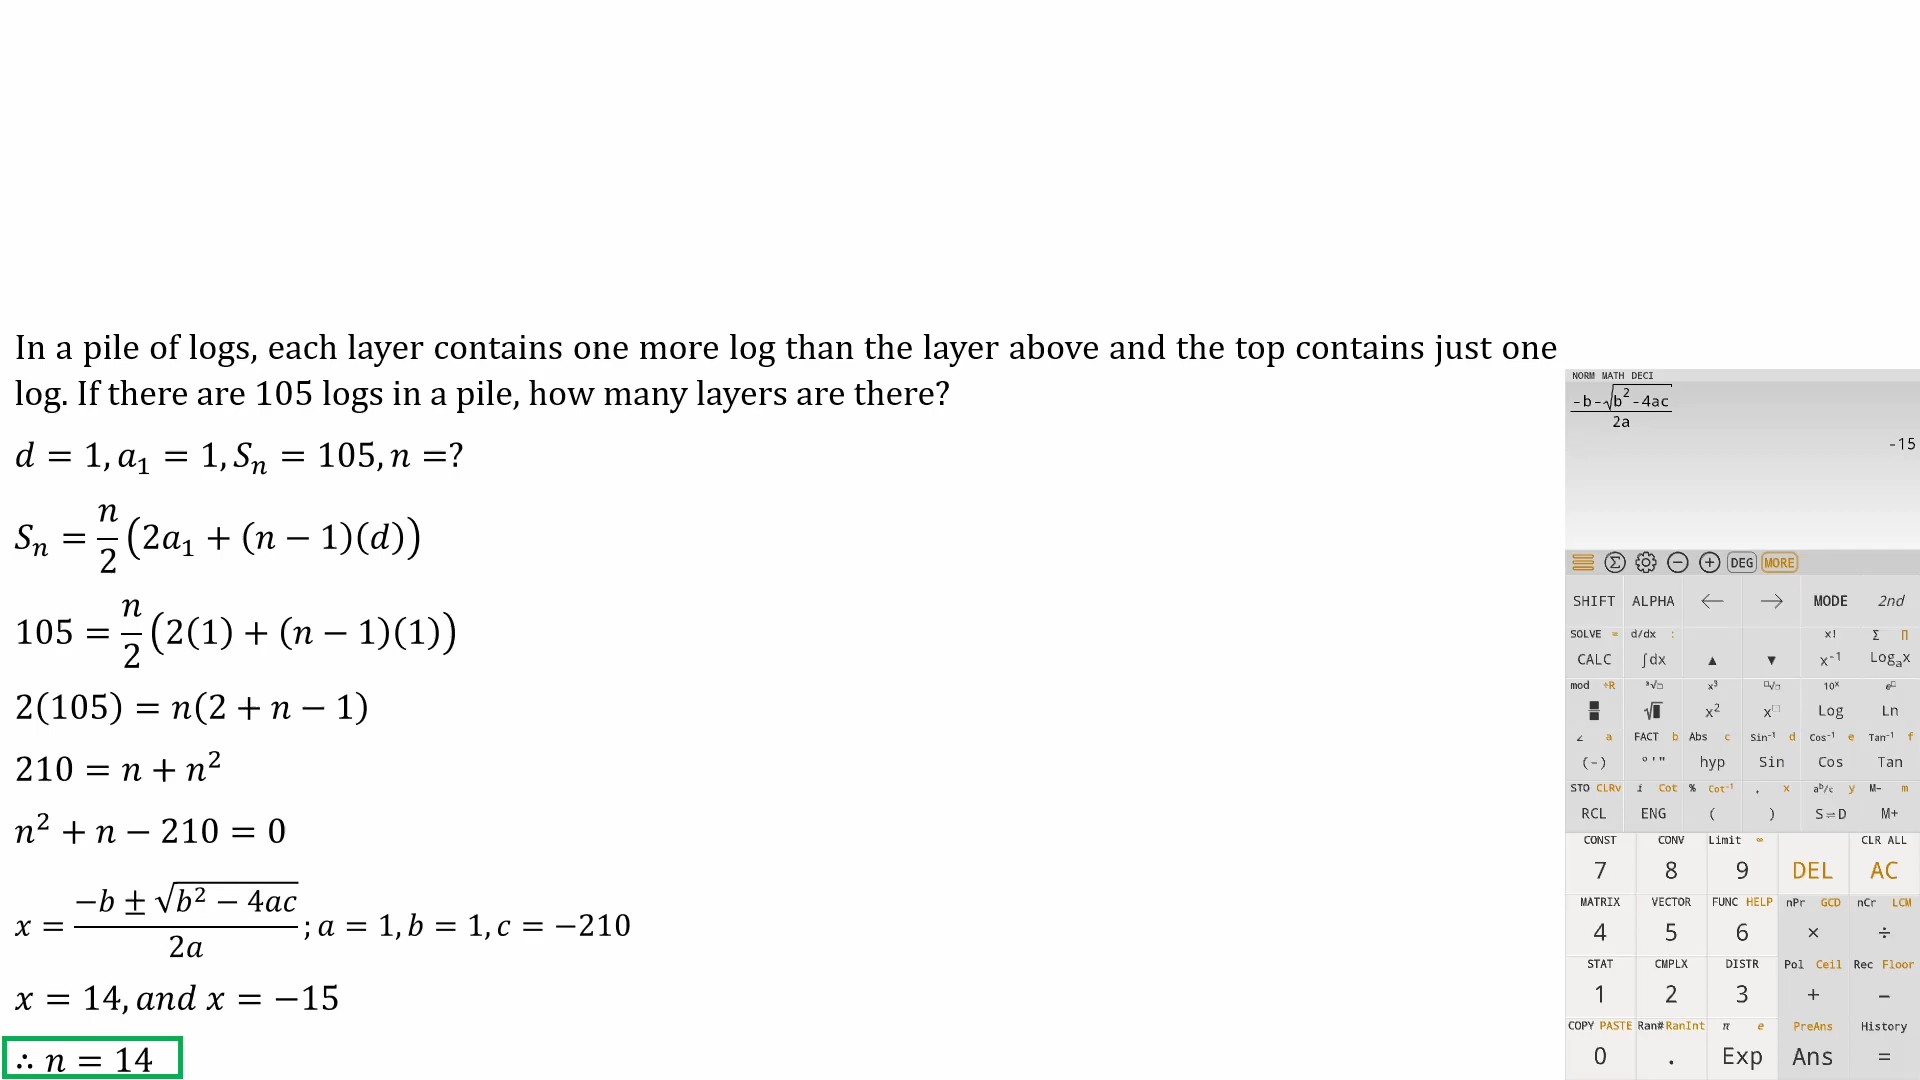 In a pile of logs, each layer contains one more log than the layer above and the top contains just one
log. If there are 105 logs in a pile, how many layers are there?
d = 1, a₁ = 1, Sₙ = 105, n =?
Sₙ = n/2 (2a₁ + (n − 1)(d))
105 = n/2 (2(1) + (n − 1)(1))
2(105) = n(2 + n − 1)
210 = n + n²
n² + n − 210 = 0
x = (−b ± √(b² − 4ac))/2a ; a = 1, b = 1, c = −210
x = 14, and x = −15
∴ n = 14
NORM MATH DECI
(-b-√(b²-4ac))/2a
-15
DEG MORE
SHIFT ALPHA ← → MODE 2nd
SOLVE = d/dx : x! Σ ∏
CALC ∫dx ▲ ▼ x⁻¹ Logₐx
mod ÷R ³√□ x³ □√□ 10ˣ e□
√ x² x□ Log Ln
∠ a FACT b Abs c Sin⁻¹ d Cos⁻¹ e Tan⁻¹ f
(-) °'" hyp Sin Cos Tan
STO CLRv i Cot % Cot⁻¹ , x aᵇ/c y M- m
RCL ENG ( ) S⇌D M+
CONST CONV Limit ∞ CLR ALL
7 8 9 DEL AC
MATRIX VECTOR FUNC HELP nPr GCD nCr LCM
4 5 6 × ÷
STAT CMPLX DISTR Pol Ceil Rec Floor
1 2 3 + −
COPY PASTE Ran# RanInt π e PreAns History
0 . Exp Ans =